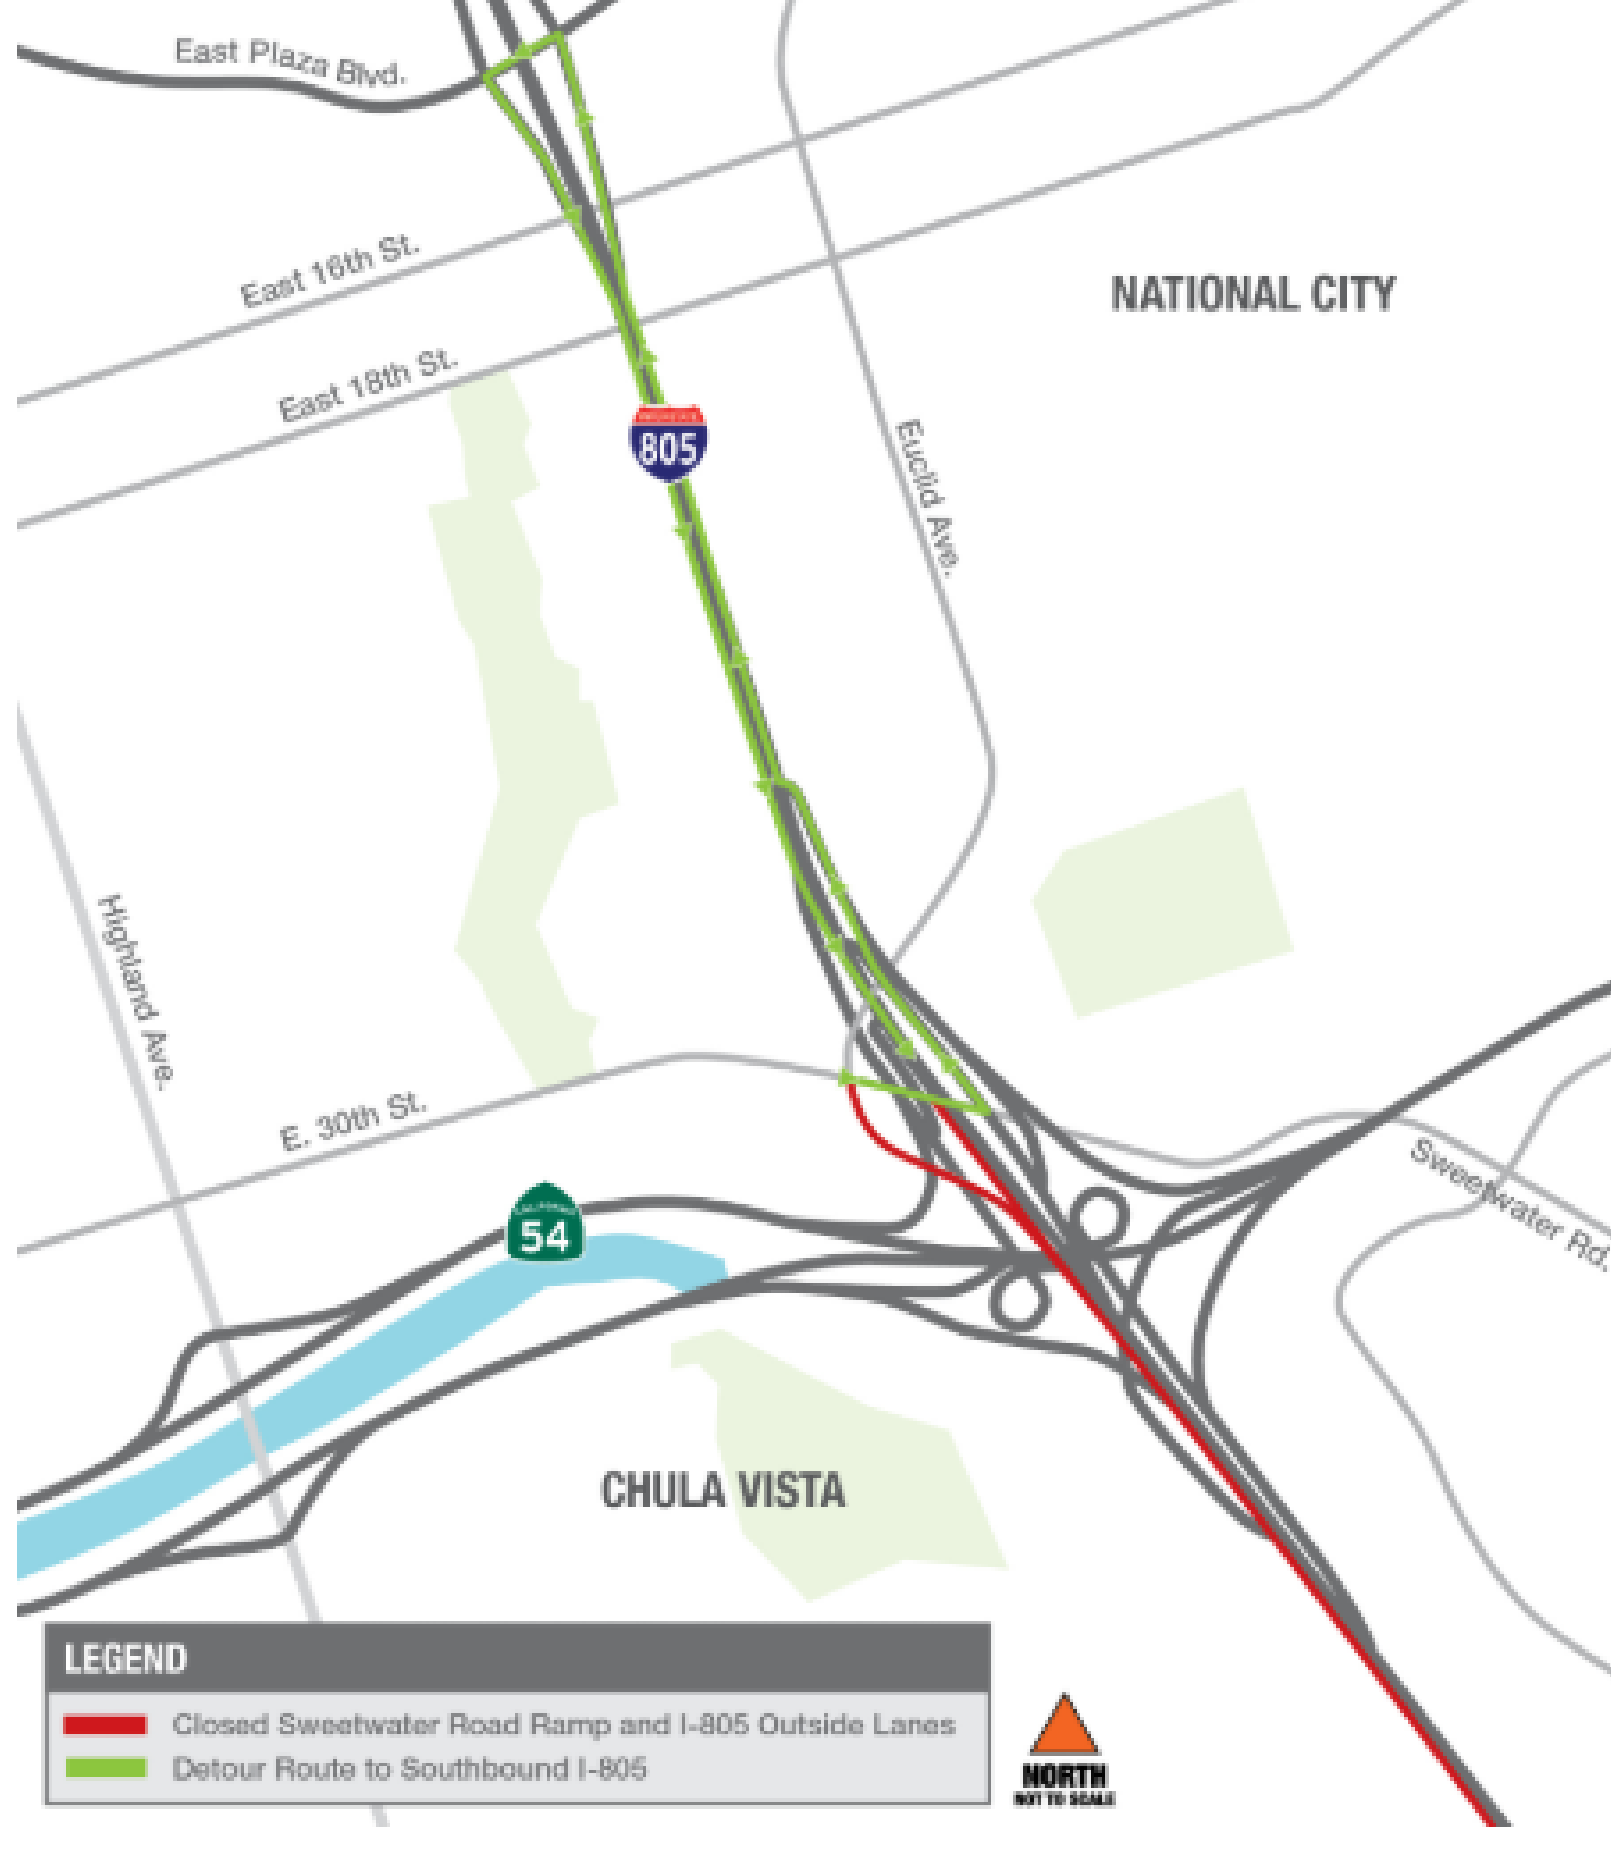 East Plaza Blvd.
East 16th St.
NATIONAL CITY
East 18th St.
805
Euclid Ave.
Highland Ave.
E. 30th St.
Sweetwater Rd.
CALIFORNIA
54
CHULA VISTA
LEGEND
Closed Sweetwater Road Ramp and I-805 Outside Lanes
Detour Route to Southbound I-805
NORTH
NOT TO SCALE